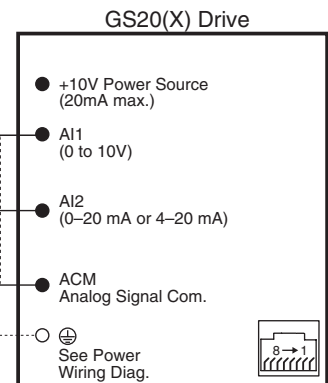 GS20(X) Drive
+10V Power Source
(20mA max.)
AI1
(0 to 10V)
AI2
(0–20 mA or 4–20 mA)
ACM
Analog Signal Com.
See Power
Wiring Diag.
8→1